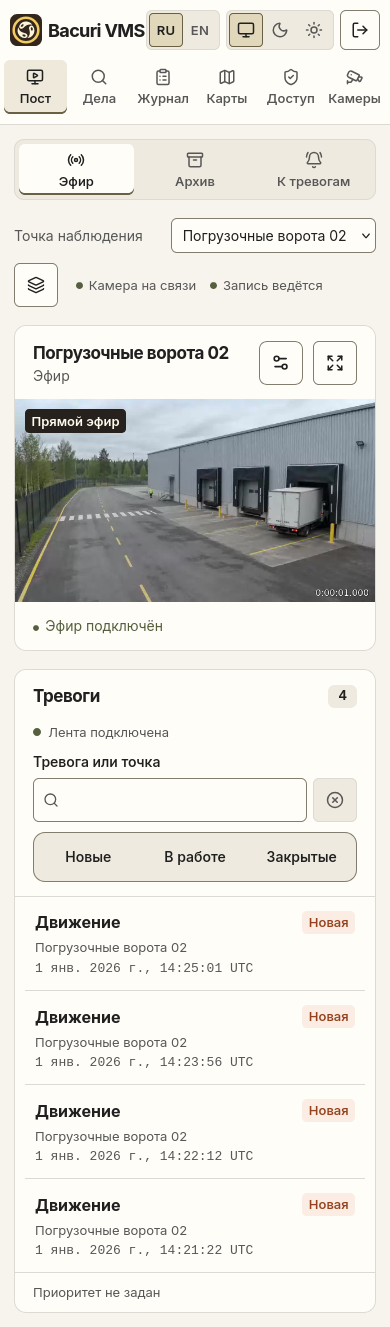 Bacuri VMS
RU EN
Пост Дела Журнал Карты Доступ Камеры
Эфир Архив К тревогам
Точка наблюдения Погрузочные ворота 02
Камера на связи Запись ведётся
Погрузочные ворота 02
Эфир
Прямой эфир
0:00:01.000
Эфир подключён
Тревоги 4
Лента подключена
Тревога или точка
Новые В работе Закрытые
Движение Новая
Погрузочные ворота 02
1 янв. 2026 г., 14:25:01 UTC
Движение Новая
Погрузочные ворота 02
1 янв. 2026 г., 14:23:56 UTC
Движение Новая
Погрузочные ворота 02
1 янв. 2026 г., 14:22:12 UTC
Движение Новая
Погрузочные ворота 02
1 янв. 2026 г., 14:21:22 UTC
Приоритет не задан